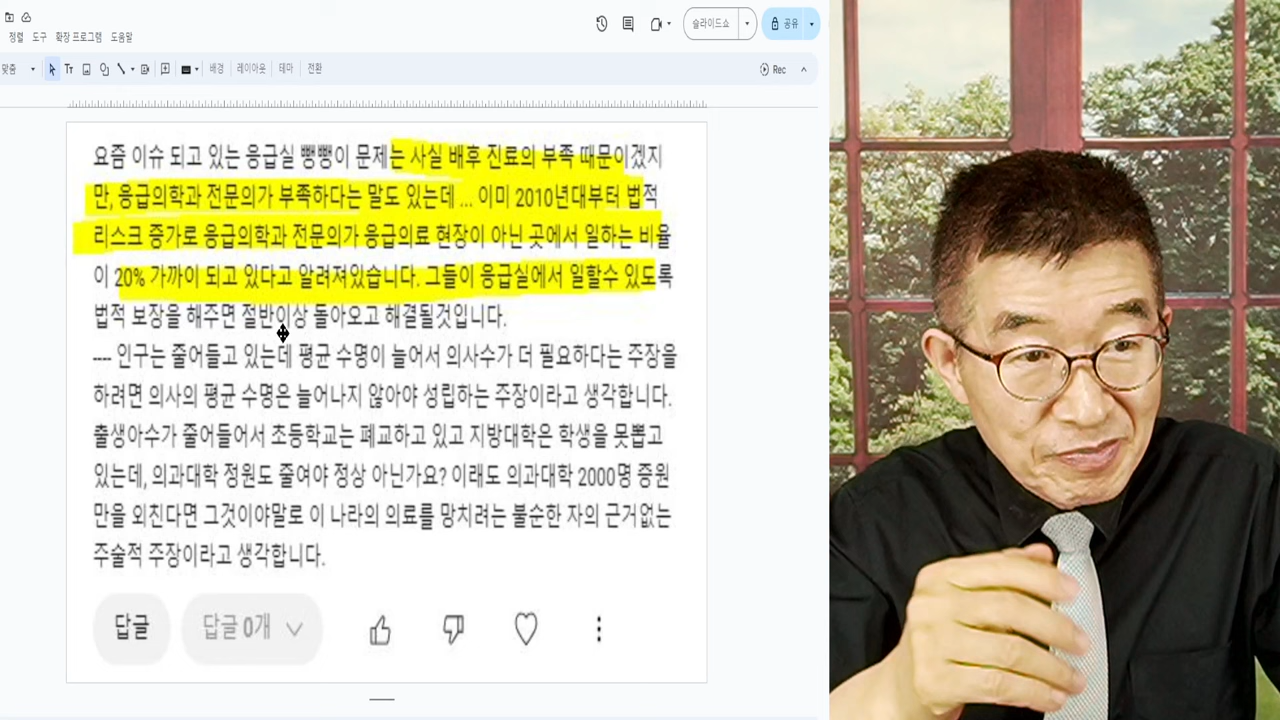 정렬 도구 확장 프로그램 도움말
슬라이드쇼
공유
맞춤
배경 레이아웃 테마 전환
Rec
요즘 이슈 되고 있는 응급실 뺑뺑이 문제는 사실 배후 진료의 부족 때문이겠지
만, 응급의학과 전문의가 부족하다는 말도 있는데 ... 이미 2010년대부터 법적
리스크 증가로 응급의학과 전문의가 응급의료 현장이 아닌 곳에서 일하는 비율
이 20% 가까이 되고 있다고 알려져있습니다. 그들이 응급실에서 일할수 있도록
법적 보장을 해주면 절반이상 돌아오고 해결될것입니다.
---- 인구는 줄어들고 있는데 평균 수명이 늘어서 의사수가 더 필요하다는 주장을
하려면 의사의 평균 수명은 늘어나지 않아야 성립하는 주장이라고 생각합니다.
출생아수가 줄어들어서 초등학교는 폐교하고 있고 지방대학은 학생을 못뽑고
있는데, 의과대학 정원도 줄여야 정상 아닌가요? 이래도 의과대학 2000명 증원
만을 외친다면 그것이야말로 이 나라의 의료를 망치려는 불순한 자의 근거없는
주술적 주장이라고 생각합니다.
답글
답글 0개